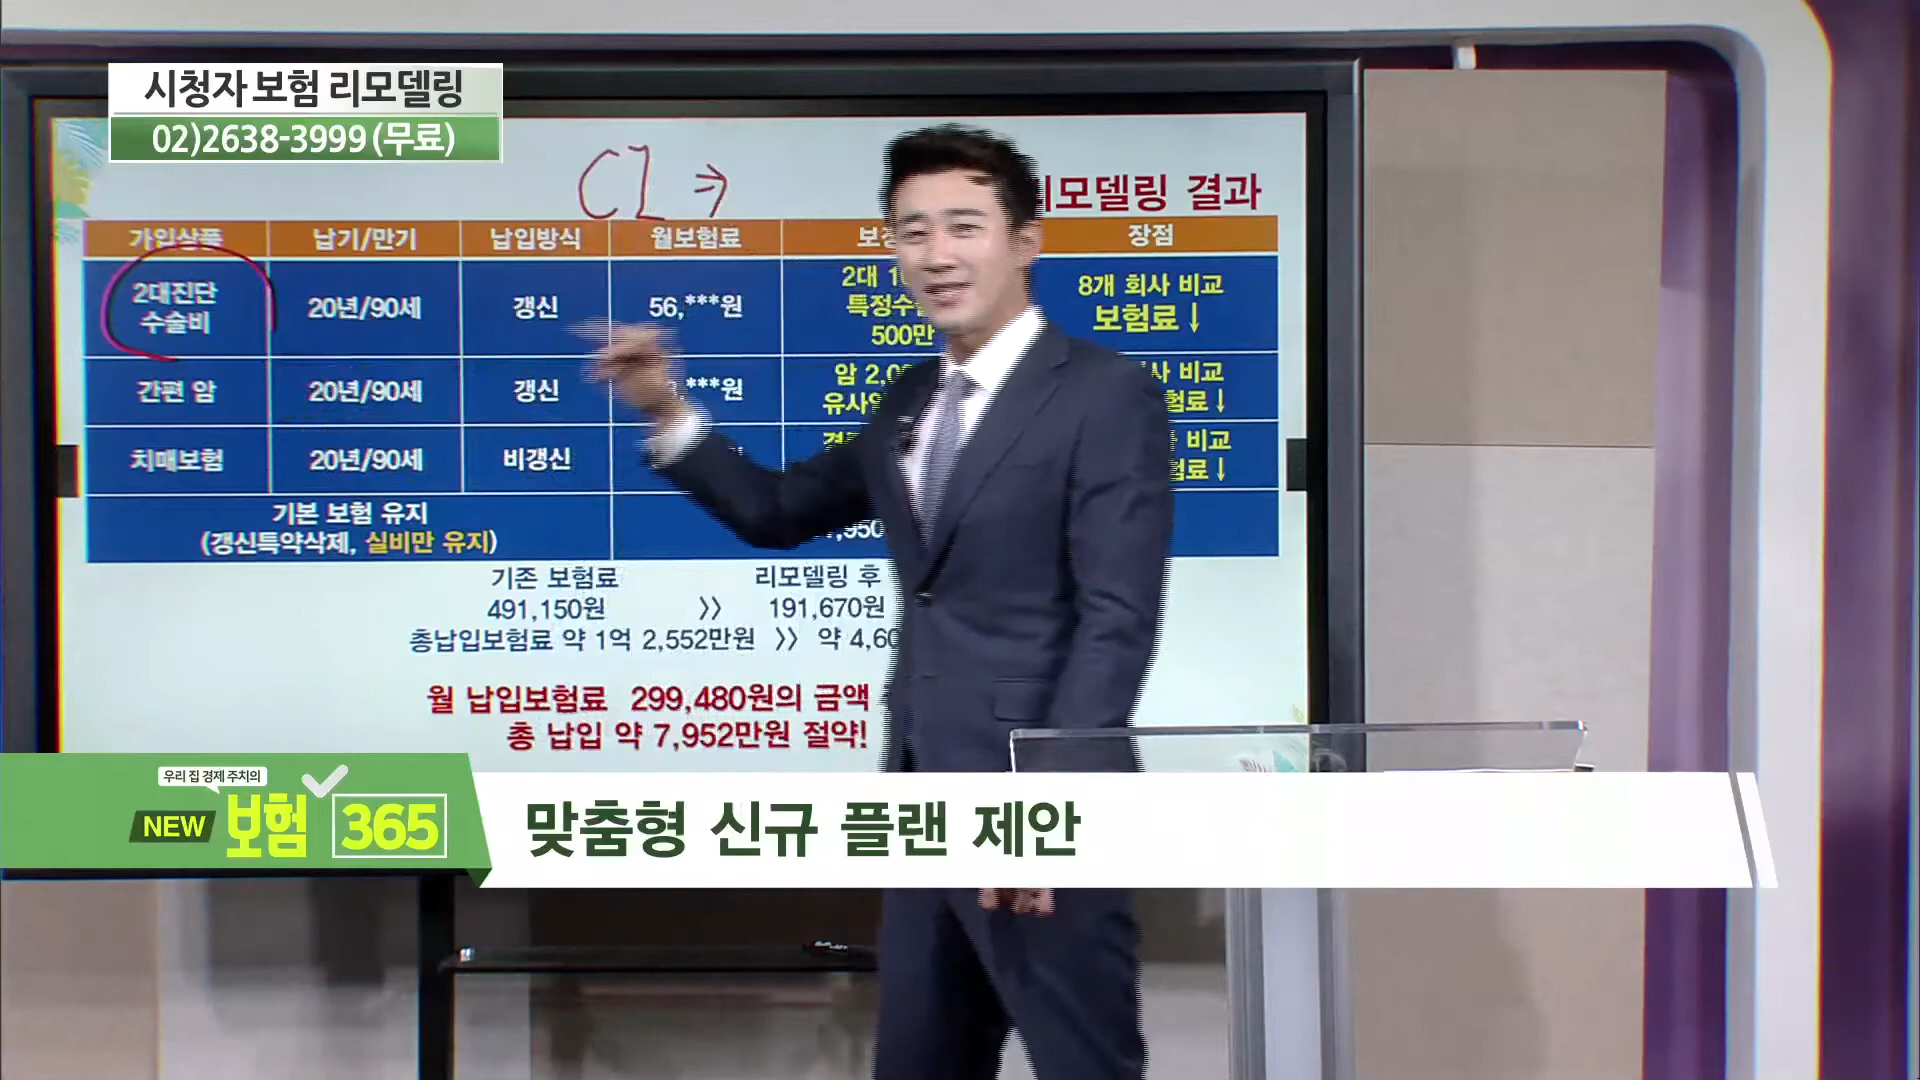 시청자 보험 리모델링
02)2638-3999 (무료)
CI ⇒
리모델링 결과
가입상품 납기/만기 납입방식 월보험료 장점
2대진단
수술비
20년/90세 갱신 56,***원
2대
특정수술
500만
8개 회사 비교
보험료↓
간편 암 20년/90세 갱신 ***원
암
유사암
비교
보험료↓
치매보험 20년/90세 비갱신
비교
보험료↓
기본 보험 유지
(갱신특약삭제, 실비만 유지)
기존 보험료 리모델링 후
491,150원 》 191,670원
총납입보험료 약 1억 2,552만원 》 약
월 납입보험료 299,480원의 금액
총 납입 약 7,952만원 절약!
우리 집 경제 주치의
NEW 보험 365
맞춤형 신규 플랜 제안